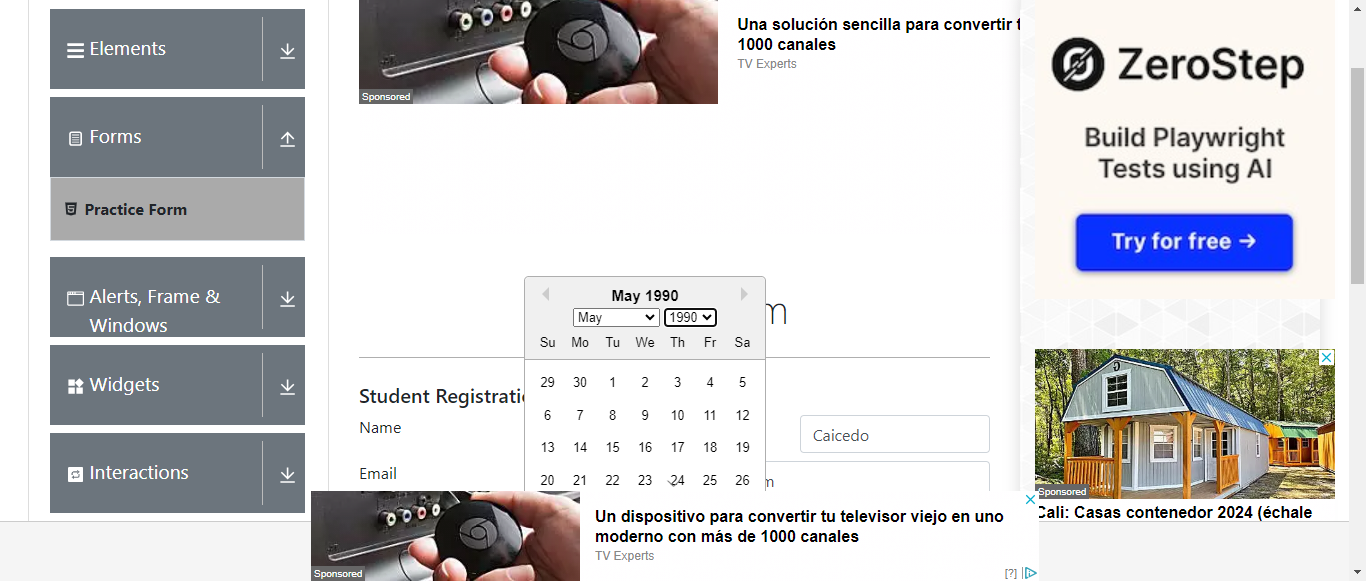 Elements
Forms
Practice Form
Alerts, Frame &
Windows
Widgets
Interactions
Sponsored
Una solución sencilla para convertir
1000 canales
TV Experts
May 1990
May
1990
Su Mo Tu We Th Fr Sa
29 30 1 2 3 4 5
6 7 8 9 10 11 12
13 14 15 16 17 18 19
20 21 22 23 24 25 26
m
Student
Name
Caicedo
Email
m
Sponsored
Un dispositivo para convertir tu televisor viejo en uno
moderno con más de 1000 canales
TV Experts
[?]
ZeroStep
Build Playwright
Tests using AI
Try for free →
Sponsored
Cali: Casas contenedor 2024 (échale